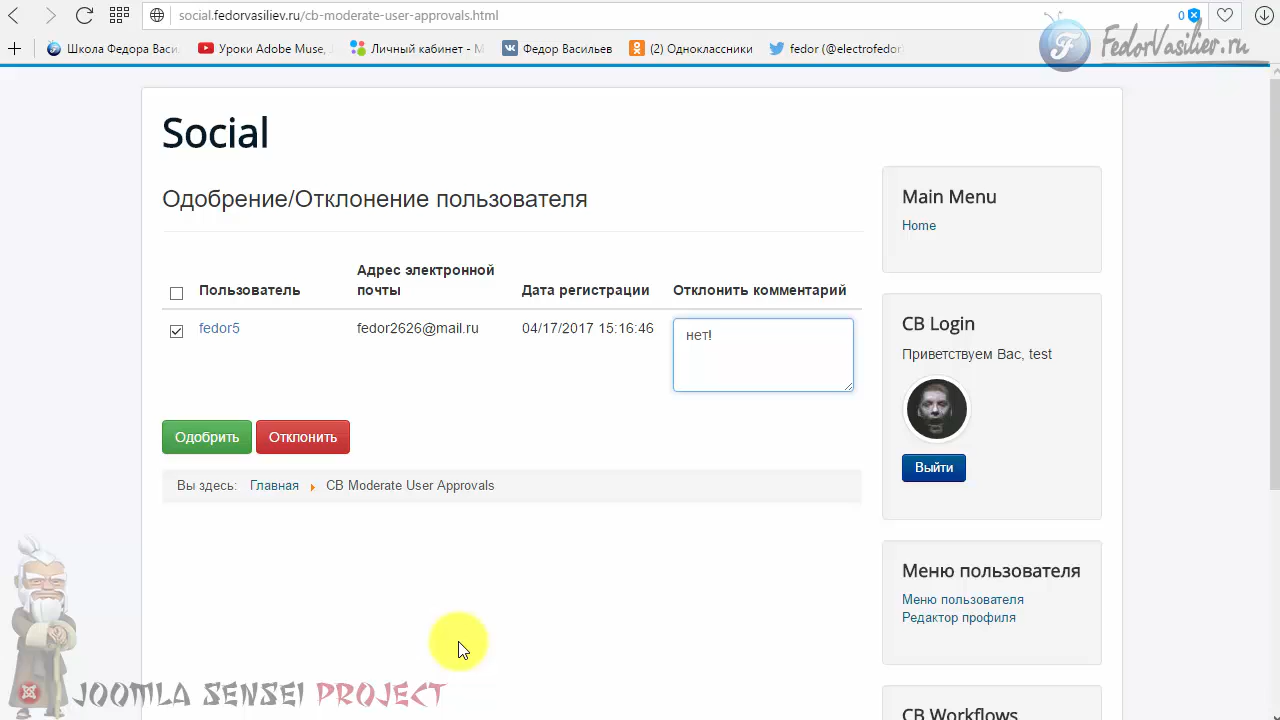 social.fedorvasiliev.ru/cb-moderate-user-approvals.html
0
Школа Федора Васи.
Уроки Adobe Muse, .
Личный кабинет - М
Федор Васильев
(2) Одноклассники
fedor (@electrofedor
FedorVasiliev.ru
Social
Одобрение/Отклонение пользователя
Пользователь
Адрес электронной
почты
Дата регистрации
Отклонить комментарий
fedor5
fedor2626@mail.ru
04/17/2017 15:16:46
нет!
Одобрить
Отклонить
Вы здесь:
Главная
CB Moderate User Approvals
Main Menu
Home
CB Login
Приветствуем Вас, test
Выйти
Меню пользователя
Меню пользователя
Редактор профиля
CB Workflows
JOOMLA SENSEI PROJECT